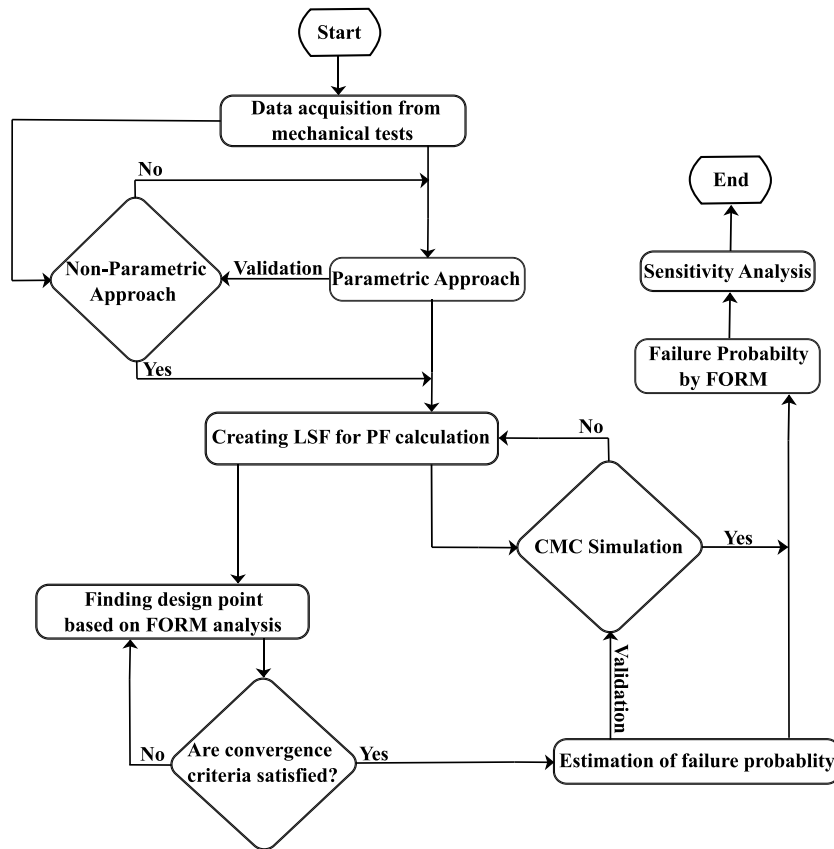 Start
Data acquisition from
mechanical tests
No
End
Non-Parametric
Approach
Validation
Parametric Approach
Sensitivity Analysis
Yes
Failure Probabilty
by FORM
Creating LSF for PF calculation
No
CMC Simulation
Yes
Finding design point
based on FORM analysis
Validation
No
Are convergence
criteria satisfied?
Yes
Estimation of failure probablity